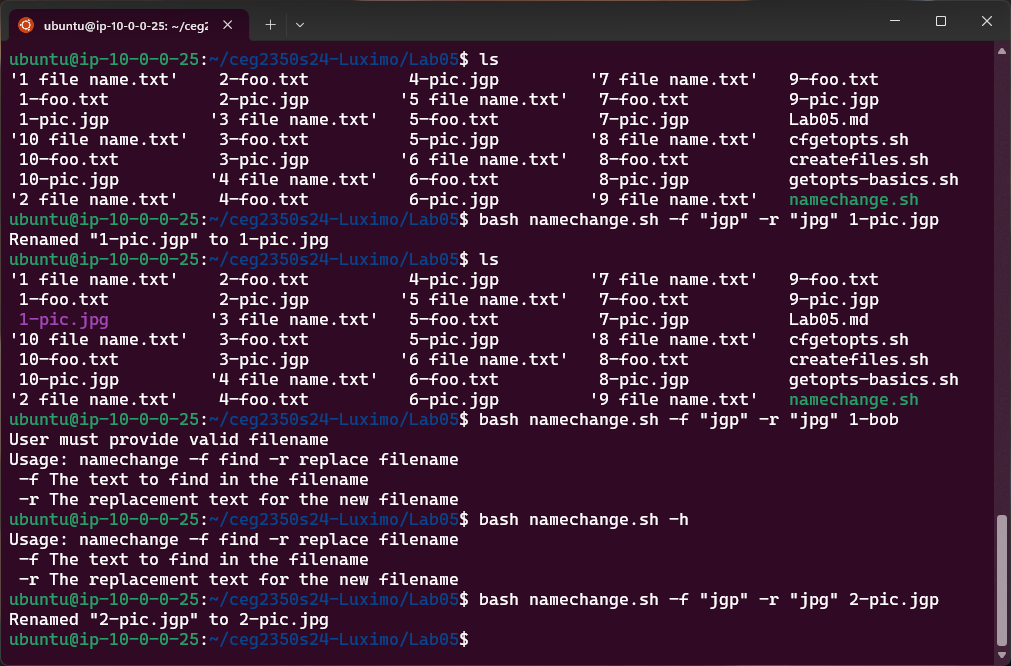 ubuntu@ip-10-0-0-25: ~/ceg2
ubuntu@ip-10-0-0-25:~/ceg2350s24-Luximo/Lab05$ ls
'1 file name.txt'    2-foo.txt          4-pic.jgp         '7 file name.txt'   9-foo.txt
 1-foo.txt           2-pic.jgp         '5 file name.txt'   7-foo.txt          9-pic.jgp
 1-pic.jgp          '3 file name.txt'   5-foo.txt          7-pic.jgp          Lab05.md
'10 file name.txt'   3-foo.txt          5-pic.jgp         '8 file name.txt'   cfgetopts.sh
 10-foo.txt          3-pic.jgp         '6 file name.txt'   8-foo.txt          createfiles.sh
 10-pic.jgp         '4 file name.txt'   6-foo.txt          8-pic.jgp          getopts-basics.sh
'2 file name.txt'    4-foo.txt          6-pic.jgp         '9 file name.txt'   namechange.sh
ubuntu@ip-10-0-0-25:~/ceg2350s24-Luximo/Lab05$ bash namechange.sh -f "jgp" -r "jpg" 1-pic.jgp
Renamed "1-pic.jgp" to 1-pic.jpg
ubuntu@ip-10-0-0-25:~/ceg2350s24-Luximo/Lab05$ ls
'1 file name.txt'    2-foo.txt          4-pic.jgp         '7 file name.txt'   9-foo.txt
 1-foo.txt           2-pic.jgp         '5 file name.txt'   7-foo.txt          9-pic.jgp
 1-pic.jpg          '3 file name.txt'   5-foo.txt          7-pic.jgp          Lab05.md
'10 file name.txt'   3-foo.txt          5-pic.jgp         '8 file name.txt'   cfgetopts.sh
 10-foo.txt          3-pic.jgp         '6 file name.txt'   8-foo.txt          createfiles.sh
 10-pic.jgp         '4 file name.txt'   6-foo.txt          8-pic.jgp          getopts-basics.sh
'2 file name.txt'    4-foo.txt          6-pic.jgp         '9 file name.txt'   namechange.sh
ubuntu@ip-10-0-0-25:~/ceg2350s24-Luximo/Lab05$ bash namechange.sh -f "jgp" -r "jpg" 1-bob
User must provide valid filename
Usage: namechange -f find -r replace filename
 -f The text to find in the filename
 -r The replacement text for the new filename
ubuntu@ip-10-0-0-25:~/ceg2350s24-Luximo/Lab05$ bash namechange.sh -h
Usage: namechange -f find -r replace filename
 -f The text to find in the filename
 -r The replacement text for the new filename
ubuntu@ip-10-0-0-25:~/ceg2350s24-Luximo/Lab05$ bash namechange.sh -f "jgp" -r "jpg" 2-pic.jgp
Renamed "2-pic.jgp" to 2-pic.jpg
ubuntu@ip-10-0-0-25:~/ceg2350s24-Luximo/Lab05$